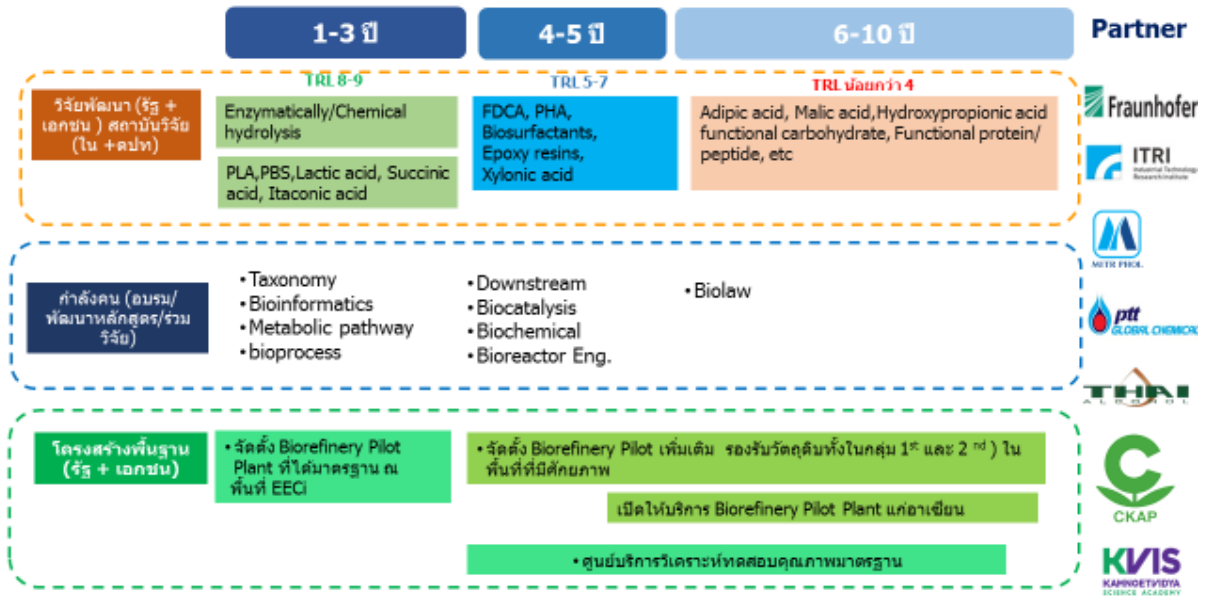 1-3 ปี
4-5 ปี
6-10 ปี
Partner
TRL 8-9
TRL 5-7
TRL น้อยกว่า 4
วิจัยพัฒนา (รัฐ +
เอกชน ) สถาบันวิจัย
(ใน +ตปท)
Enzymatically/Chemical
hydrolysis
PLA,PBS,Lactic acid, Succinic
acid, Itaconic acid
FDCA, PHA,
Biosurfactants,
Epoxy resins,
Xylonic acid
Adipic acid, Malic acid,Hydroxypropionic acid
functional carbohydrate, Functional protein/
peptide, etc
Fraunhofer
ITRI
Industrial Technology
Research Institute
MITR PHOL
กำลังคน (อบรม/
พัฒนาหลักสูตร/ร่วม
วิจัย)
•Taxonomy
•Bioinformatics
•Metabolic pathway
•bioprocess
•Downstream
•Biocatalysis
•Biochemical
•Bioreactor Eng.
•Biolaw
ptt
GLOBAL CHEMICAL
THAI
ALCOHOL
โครงสร้างพื้นฐาน
(รัฐ + เอกชน)
•จัดตั้ง Biorefinery Pilot
Plant ที่ได้มาตรฐาน ณ
พื้นที่ EECi
•จัดตั้ง Biorefinery Pilot เพิ่มเติม รองรับวัตถุดิบทั้งในกลุ่ม 1st และ 2 nd ) ใน
พื้นที่ที่มีศักยภาพ
เปิดให้บริการ Biorefinery Pilot Plant แก่อาเซียน
•ศูนย์บริการวิเคราะห์ทดสอบคุณภาพมาตรฐาน
CKAP
KVIS
KAMNOETVIDYA
SCIENCE ACADEMY